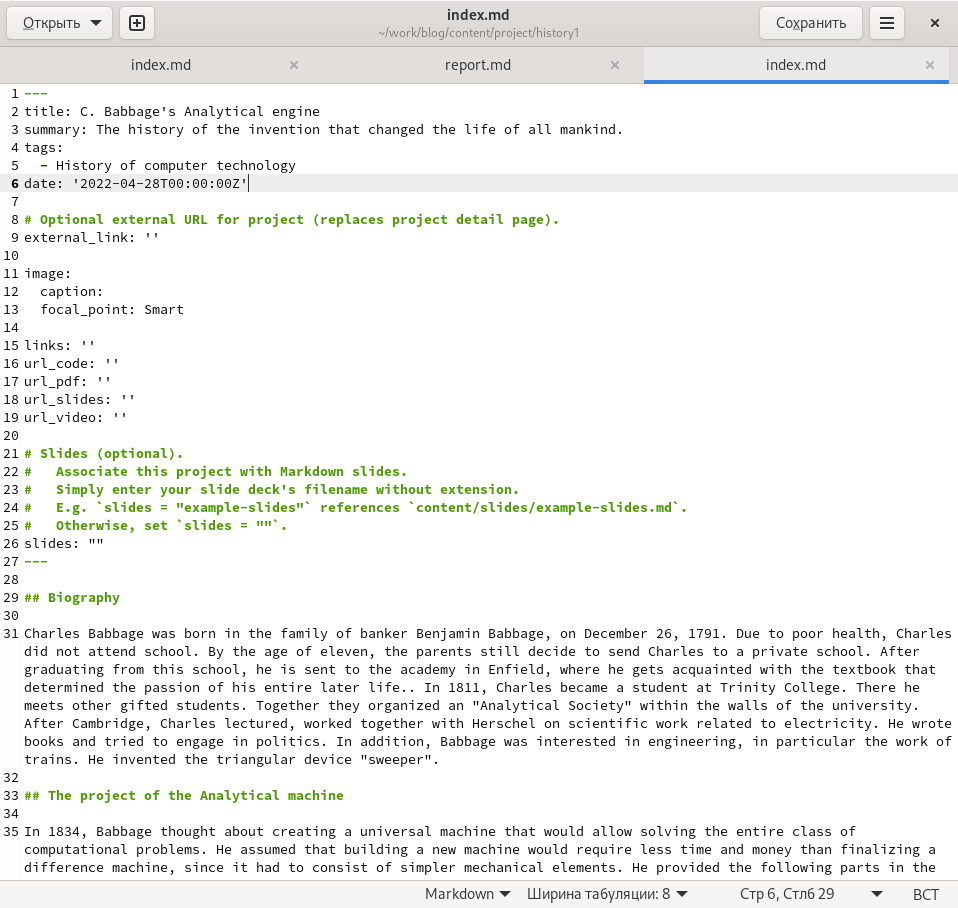 Открыть
index.md
~/work/blog/content/project/history1
Сохранить
index.md
report.md
index.md
1 ---
2 title: C. Babbage's Analytical engine
3 summary: The history of the invention that changed the life of all mankind.
4 tags:
5   - History of computer technology
6 date: '2022-04-28T00:00:00Z'
7
8 # Optional external URL for project (replaces project detail page).
9 external_link: ''
10
11 image:
12   caption:
13   focal_point: Smart
14
15 links: ''
16 url_code: ''
17 url_pdf: ''
18 url_slides: ''
19 url_video: ''
20
21 # Slides (optional).
22 #   Associate this project with Markdown slides.
23 #   Simply enter your slide deck's filename without extension.
24 #   E.g. `slides = "example-slides"` references `content/slides/example-slides.md`.
25 #   Otherwise, set `slides = ""`.
26 slides: ""
27 ---
28
29 ## Biography
30
31 Charles Babbage was born in the family of banker Benjamin Babbage, on December 26, 1791. Due to poor health, Charles
did not attend school. By the age of eleven, the parents still decide to send Charles to a private school. After
graduating from this school, he is sent to the academy in Enfield, where he gets acquainted with the textbook that
determined the passion of his entire later life.. In 1811, Charles became a student at Trinity College. There he
meets other gifted students. Together they organized an "Analytical Society" within the walls of the university.
After Cambridge, Charles lectured, worked together with Herschel on scientific work related to electricity. He wrote
books and tried to engage in politics. In addition, Babbage was interested in engineering, in particular the work of
trains. He invented the triangular device "sweeper".
32
33 ## The project of the Analytical machine
34
35 In 1834, Babbage thought about creating a universal machine that would allow solving the entire class of
computational problems. He assumed that building a new machine would require less time and money than finalizing a
difference machine, since it had to consist of simpler mechanical elements. He provided the following parts in the
Markdown
Ширина табуляции: 8
Стр 6, Стлб 29
ВСТ